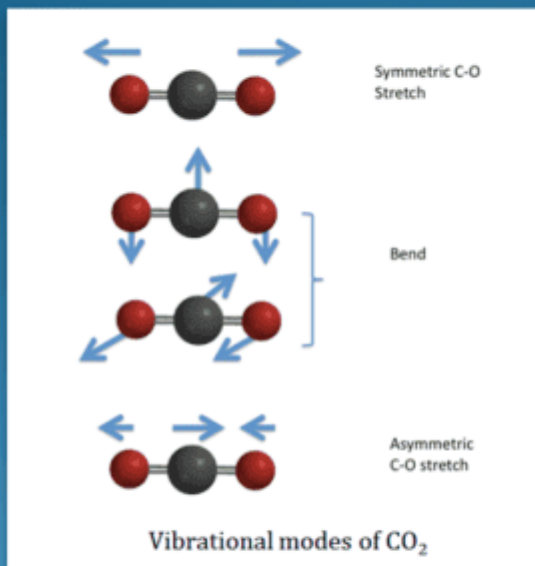 Symmetric C-O
Stretch
Bend
Asymmetric
C-O stretch
Vibrational modes of CO₂